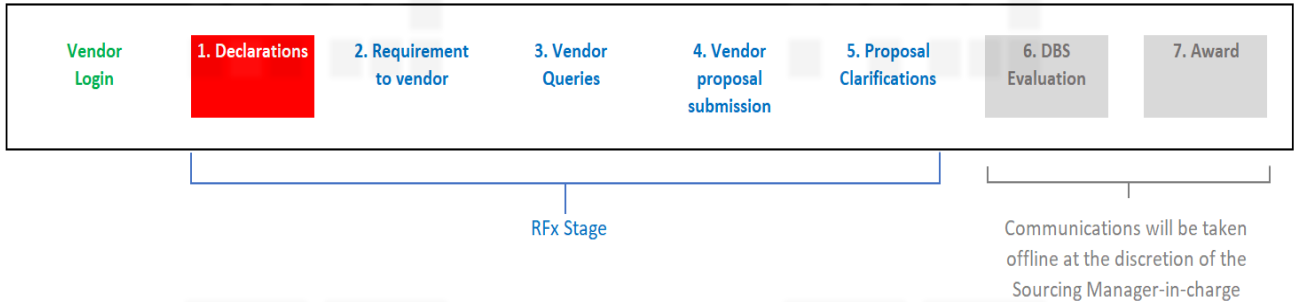 Vendor
Login
1. Declarations
2. Requirement
to vendor
3. Vendor
Queries
4. Vendor
proposal
submission
5. Proposal
Clarifications
6. DBS
Evaluation
7. Award
RFx Stage
Communications will be taken
offline at the discretion of the
Sourcing Manager-in-charge